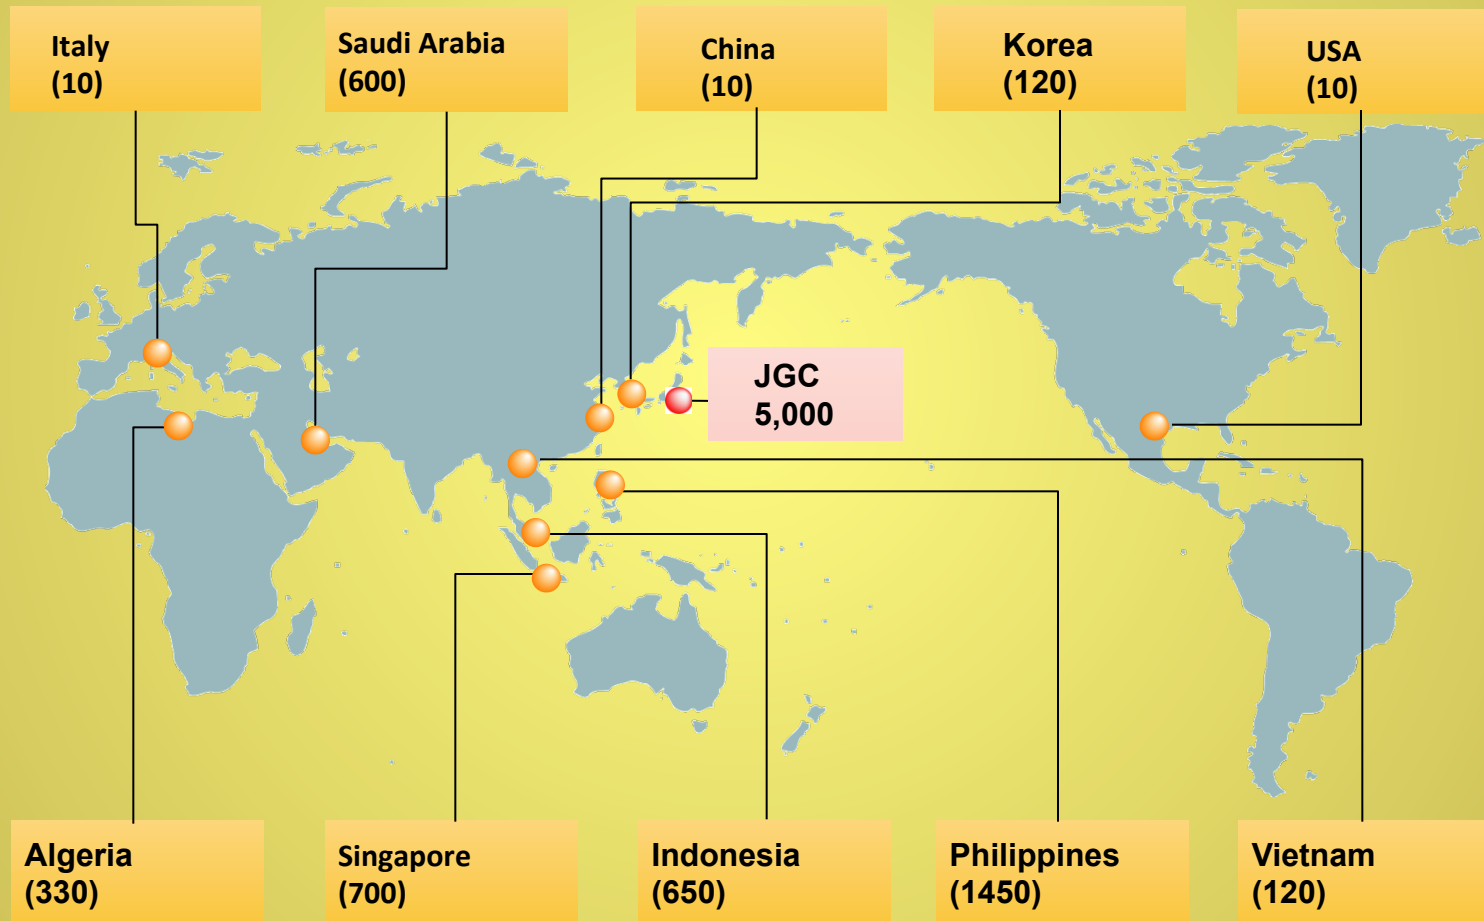 Italy
(10)
Saudi Arabia
(600)
China
(10)
Korea
(120)
USA
(10)
JGC
5,000
Algeria
(330)
Singapore
(700)
Indonesia
(650)
Philippines
(1450)
Vietnam
(120)